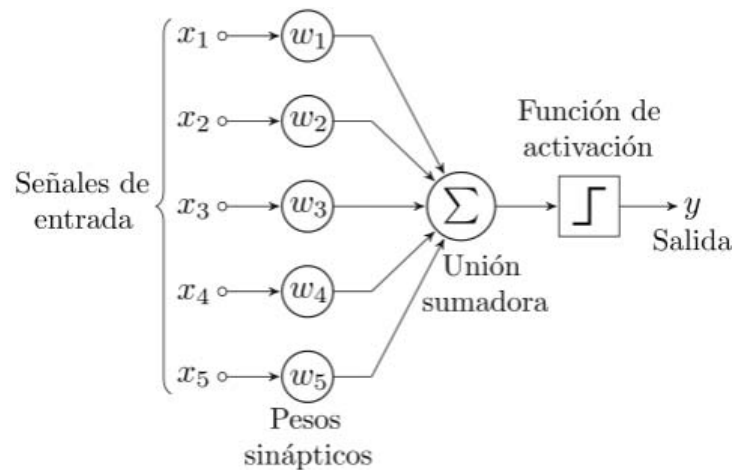 x₁
w₁
x₂
w₂
Función de
activación
Señales de
entrada
x₃
w₃
Σ
y
Salida
Unión
sumadora
x₄
w₄
x₅
w₅
Pesos
sinápticos